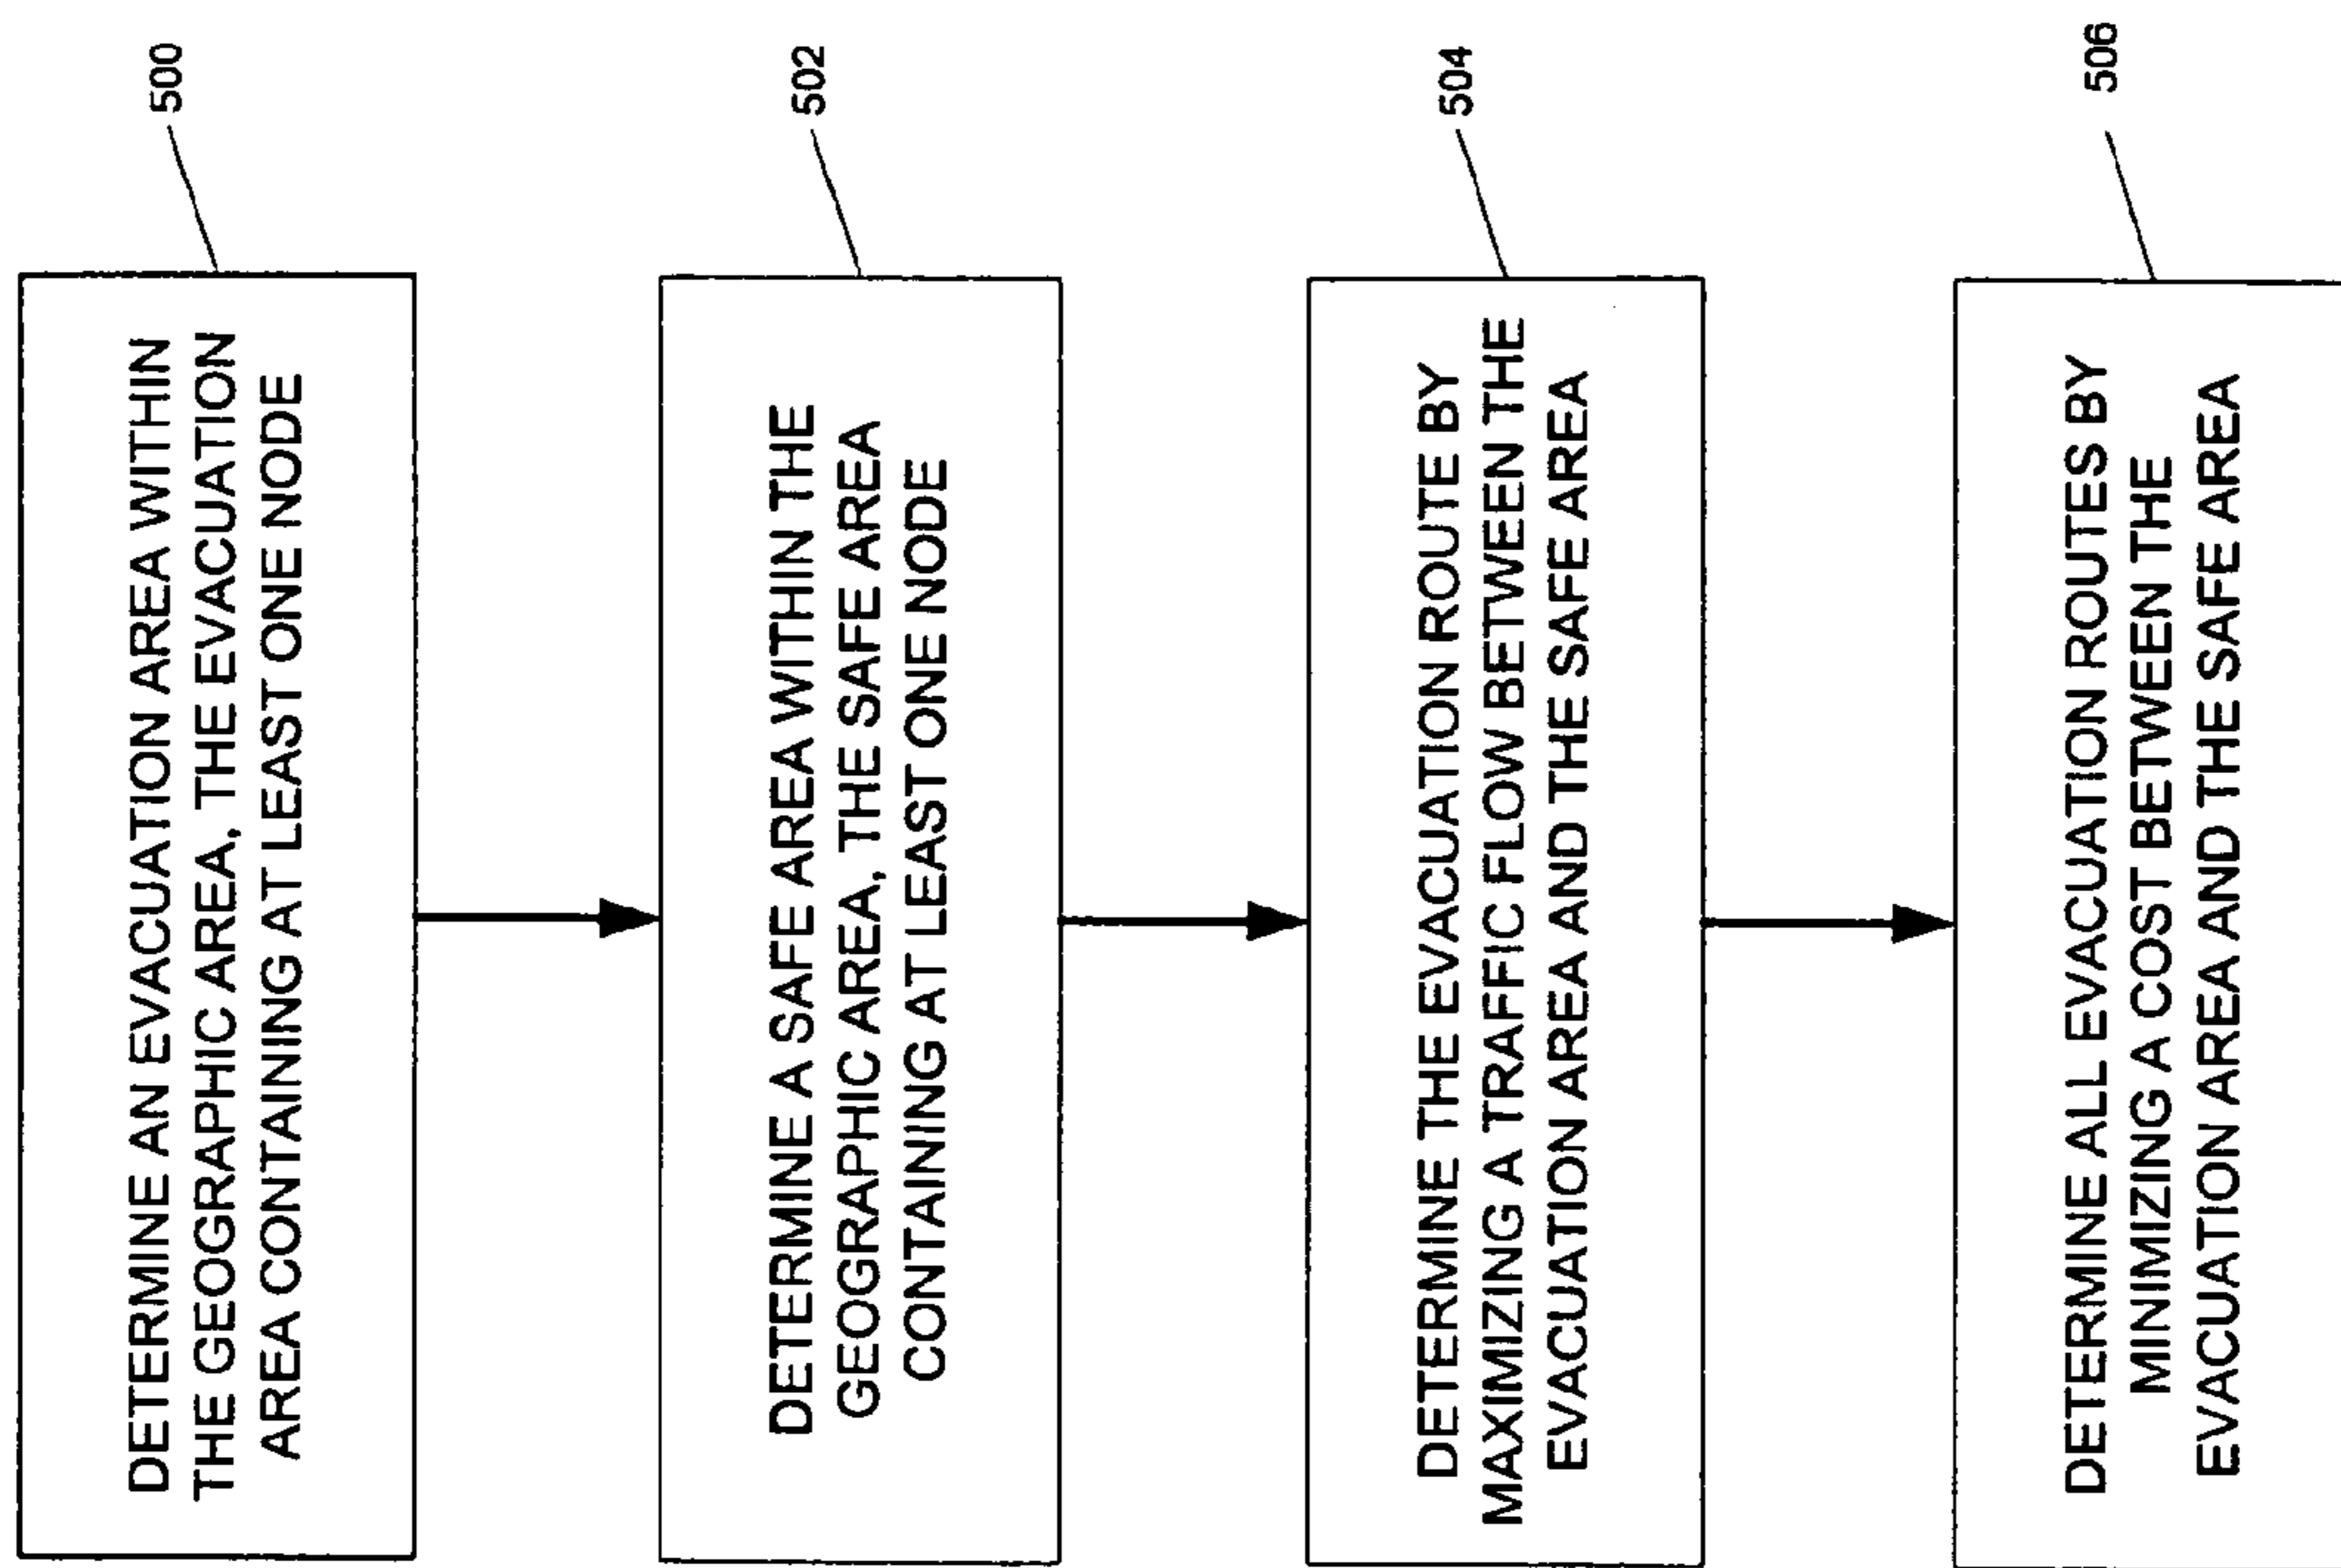 500
DETERMINE AN EVACUATION AREA WITHIN
THE GEOGRAPHIC AREA, THE EVACUATION
AREA CONTAINING AT LEAST ONE NODE
502
DETERMINE A SAFE AREA WITHIN THE
GEOGRAPHIC AREA, THE SAFE AREA
CONTAINING AT LEAST ONE NODE
504
DETERMINE THE EVACUATION ROUTE BY
MAXIMIZING A TRAFFIC FLOW BETWEEN THE
EVACUATION AREA AND THE SAFE AREA
506
DETERMINE ALL EVACUATION ROUTES BY
MINIMIZING A COST BETWEEN THE
EVACUATION AREA AND THE SAFE AREA